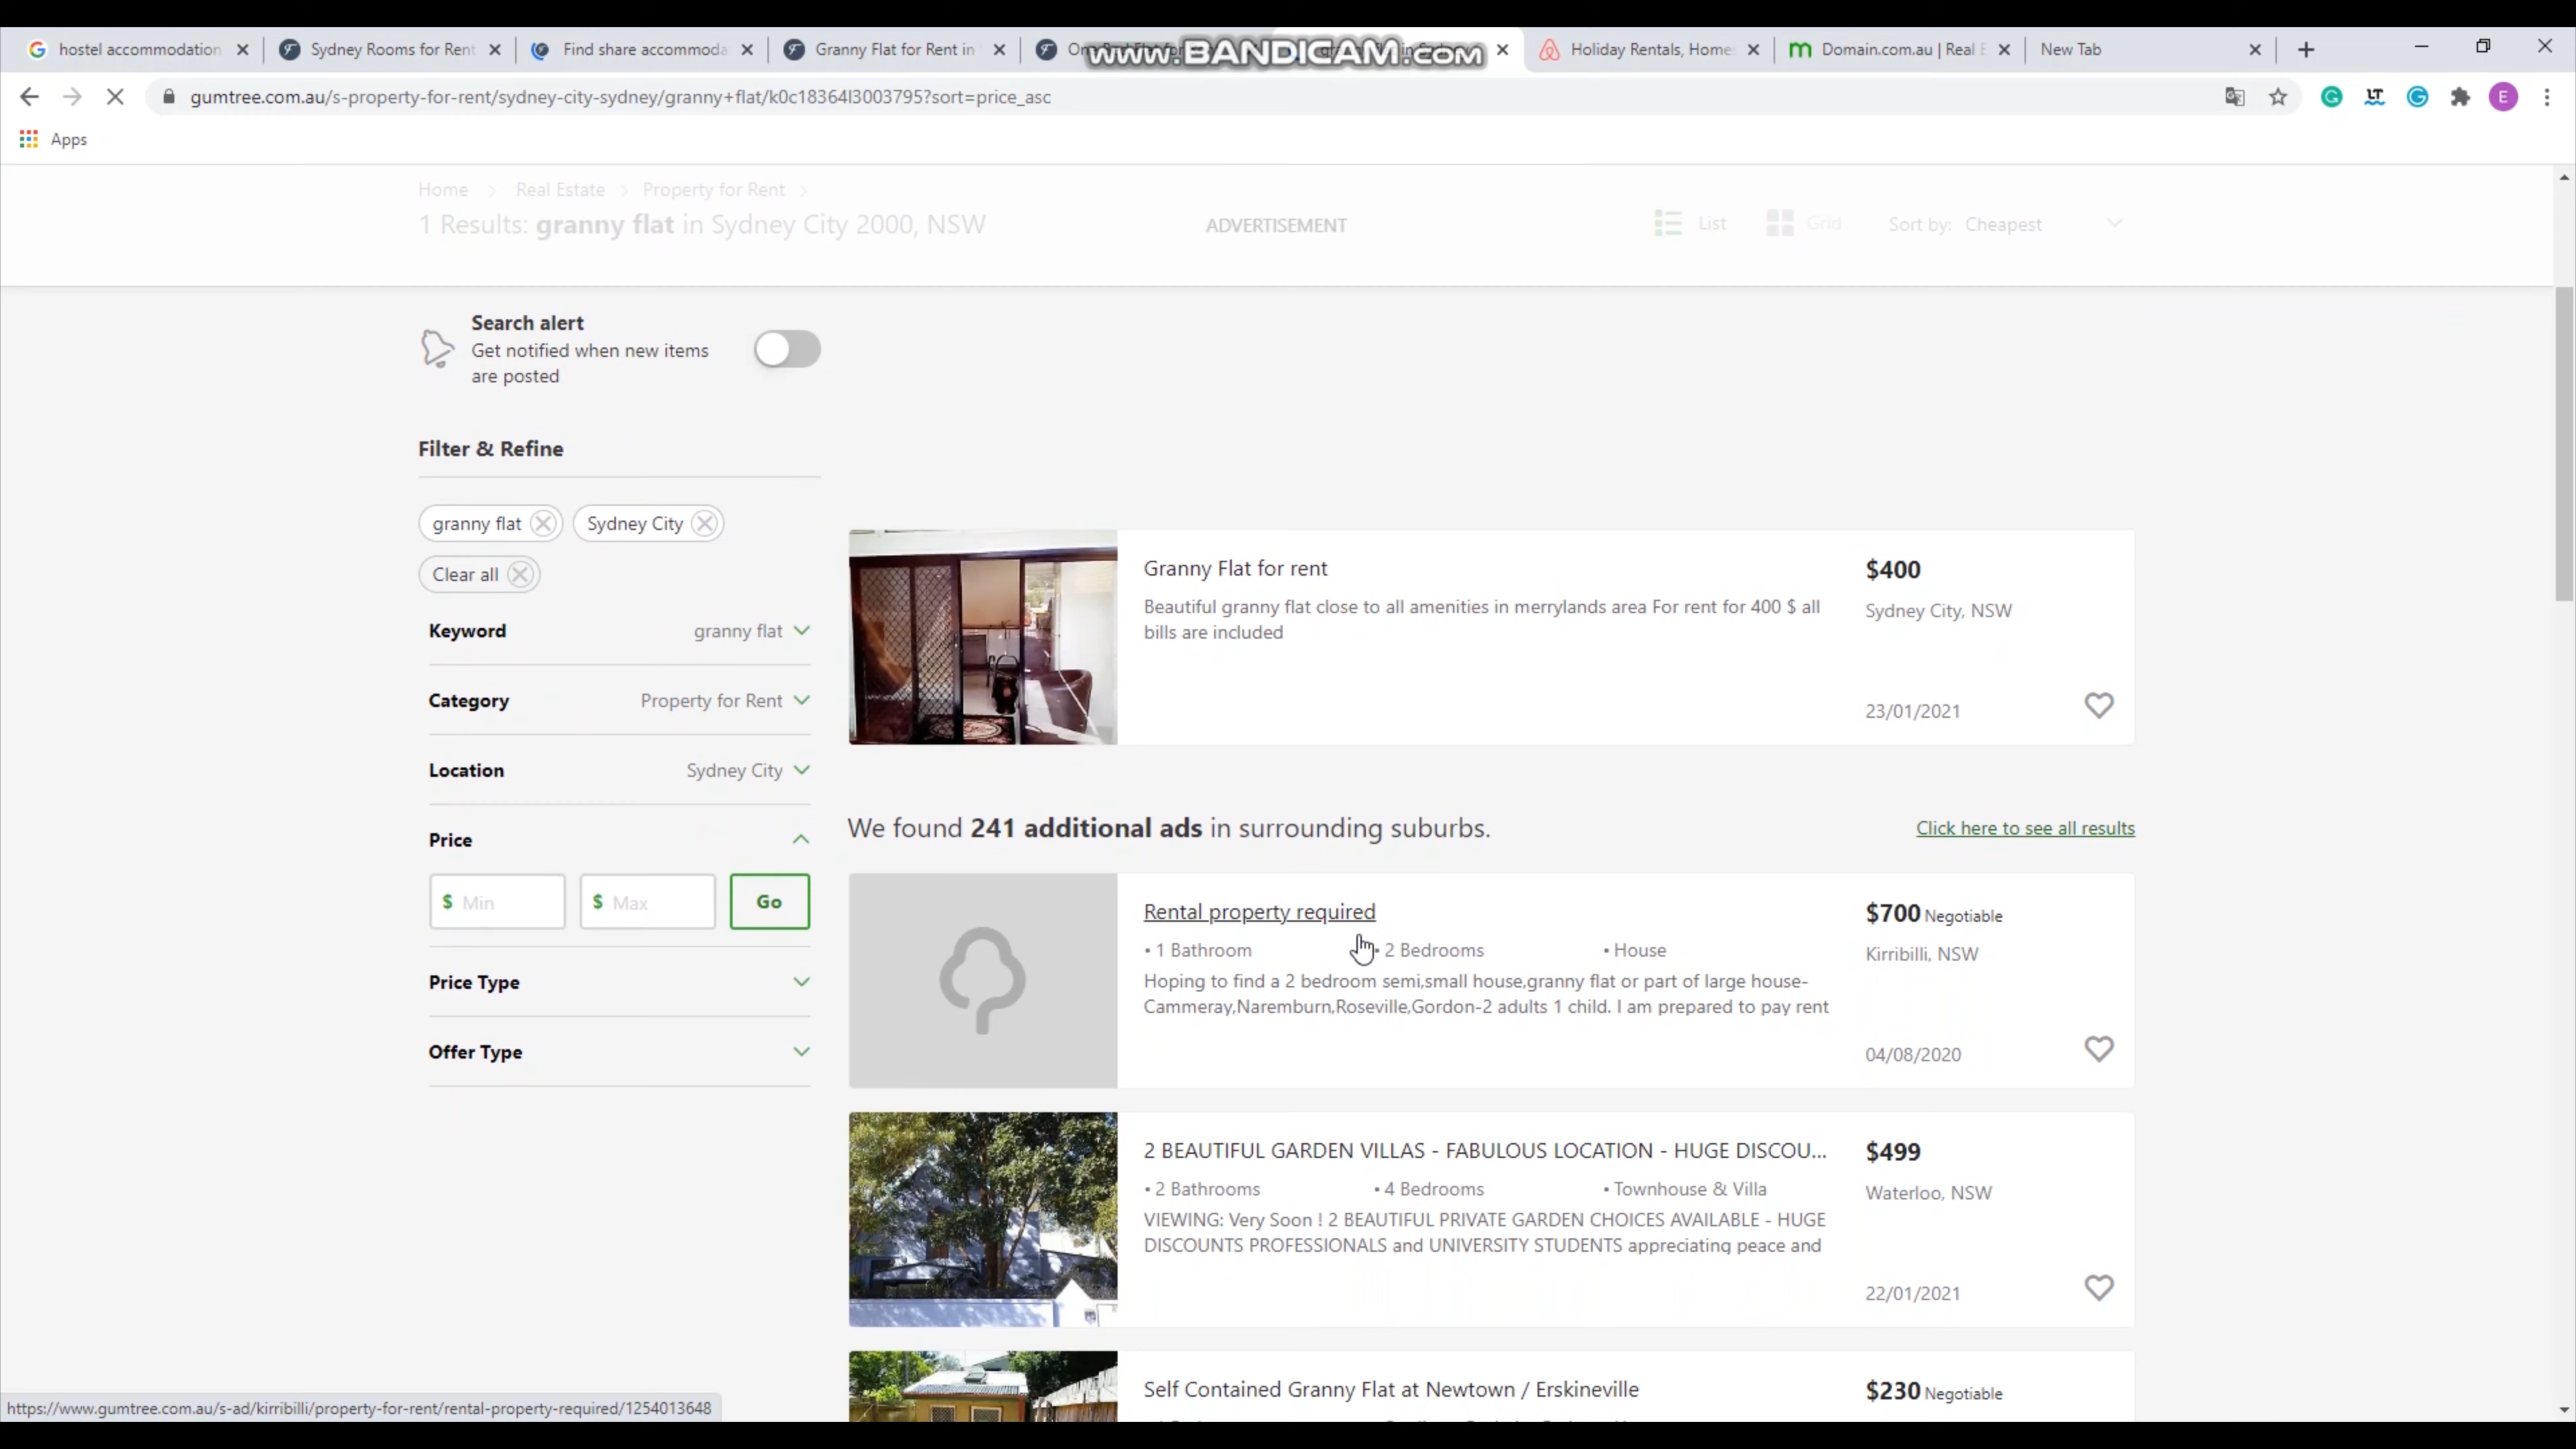 hostel accommodation
Sydney Rooms for Rent
Find share accommoda
Granny Flat for Rent in
Holiday Rentals, Home
Domain.com.au | Real E
New Tab
www.BANDICAM.com
gumtree.com.au/s-property-for-rent/sydney-city-sydney/granny+flat/k0c18364l3003795?sort=price_asc
E
Apps
Home > Real Estate > Property for Rent >
1 Results: granny flat in Sydney City 2000, NSW
ADVERTISEMENT
List Grid Sort by: Cheapest
Search alert
Get notified when new items
are posted
Filter & Refine
granny flat Sydney City
Clear all
Keyword granny flat
Category Property for Rent
Location Sydney City
Price
$ Min $ Max Go
Price Type
Offer Type
Granny Flat for rent
Beautiful granny flat close to all amenities in merrylands area For rent for 400 $ all
bills are included
$400
Sydney City, NSW
23/01/2021
We found 241 additional ads in surrounding suburbs.
Click here to see all results
Rental property required
• 1 Bathroom • 2 Bedrooms • House
Hoping to find a 2 bedroom semi,small house,granny flat or part of large house-
Cammeray,Naremburn,Roseville,Gordon-2 adults 1 child. I am prepared to pay rent
$700 Negotiable
Kirribilli, NSW
04/08/2020
2 BEAUTIFUL GARDEN VILLAS - FABULOUS LOCATION - HUGE DISCOU...
• 2 Bathrooms • 4 Bedrooms • Townhouse & Villa
VIEWING: Very Soon ! 2 BEAUTIFUL PRIVATE GARDEN CHOICES AVAILABLE - HUGE
DISCOUNTS PROFESSIONALS and UNIVERSITY STUDENTS appreciating peace and
$499
Waterloo, NSW
22/01/2021
Self Contained Granny Flat at Newtown / Erskineville
$230 Negotiable
https://www.gumtree.com.au/s-ad/kirribilli/property-for-rent/rental-property-required/1254013648